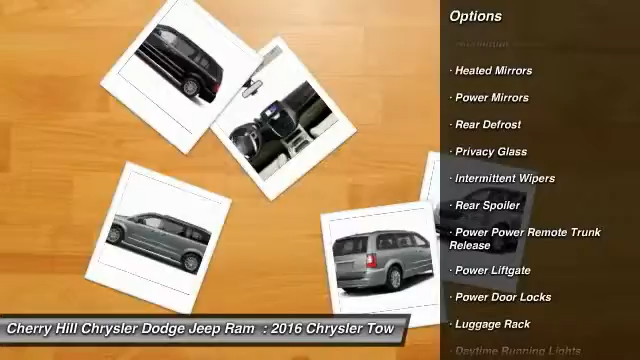 Options
· Heated Mirrors
· Power Mirrors
· Rear Defrost
· Privacy Glass
· Intermittent Wipers
· Rear Spoiler
· Power Power Remote Trunk
Release
· Power Liftgate
· Power Door Locks
· Luggage Rack
· Daytime Running Lights
Cherry Hill Chrysler Dodge Jeep Ram : 2016 Chrysler Tow